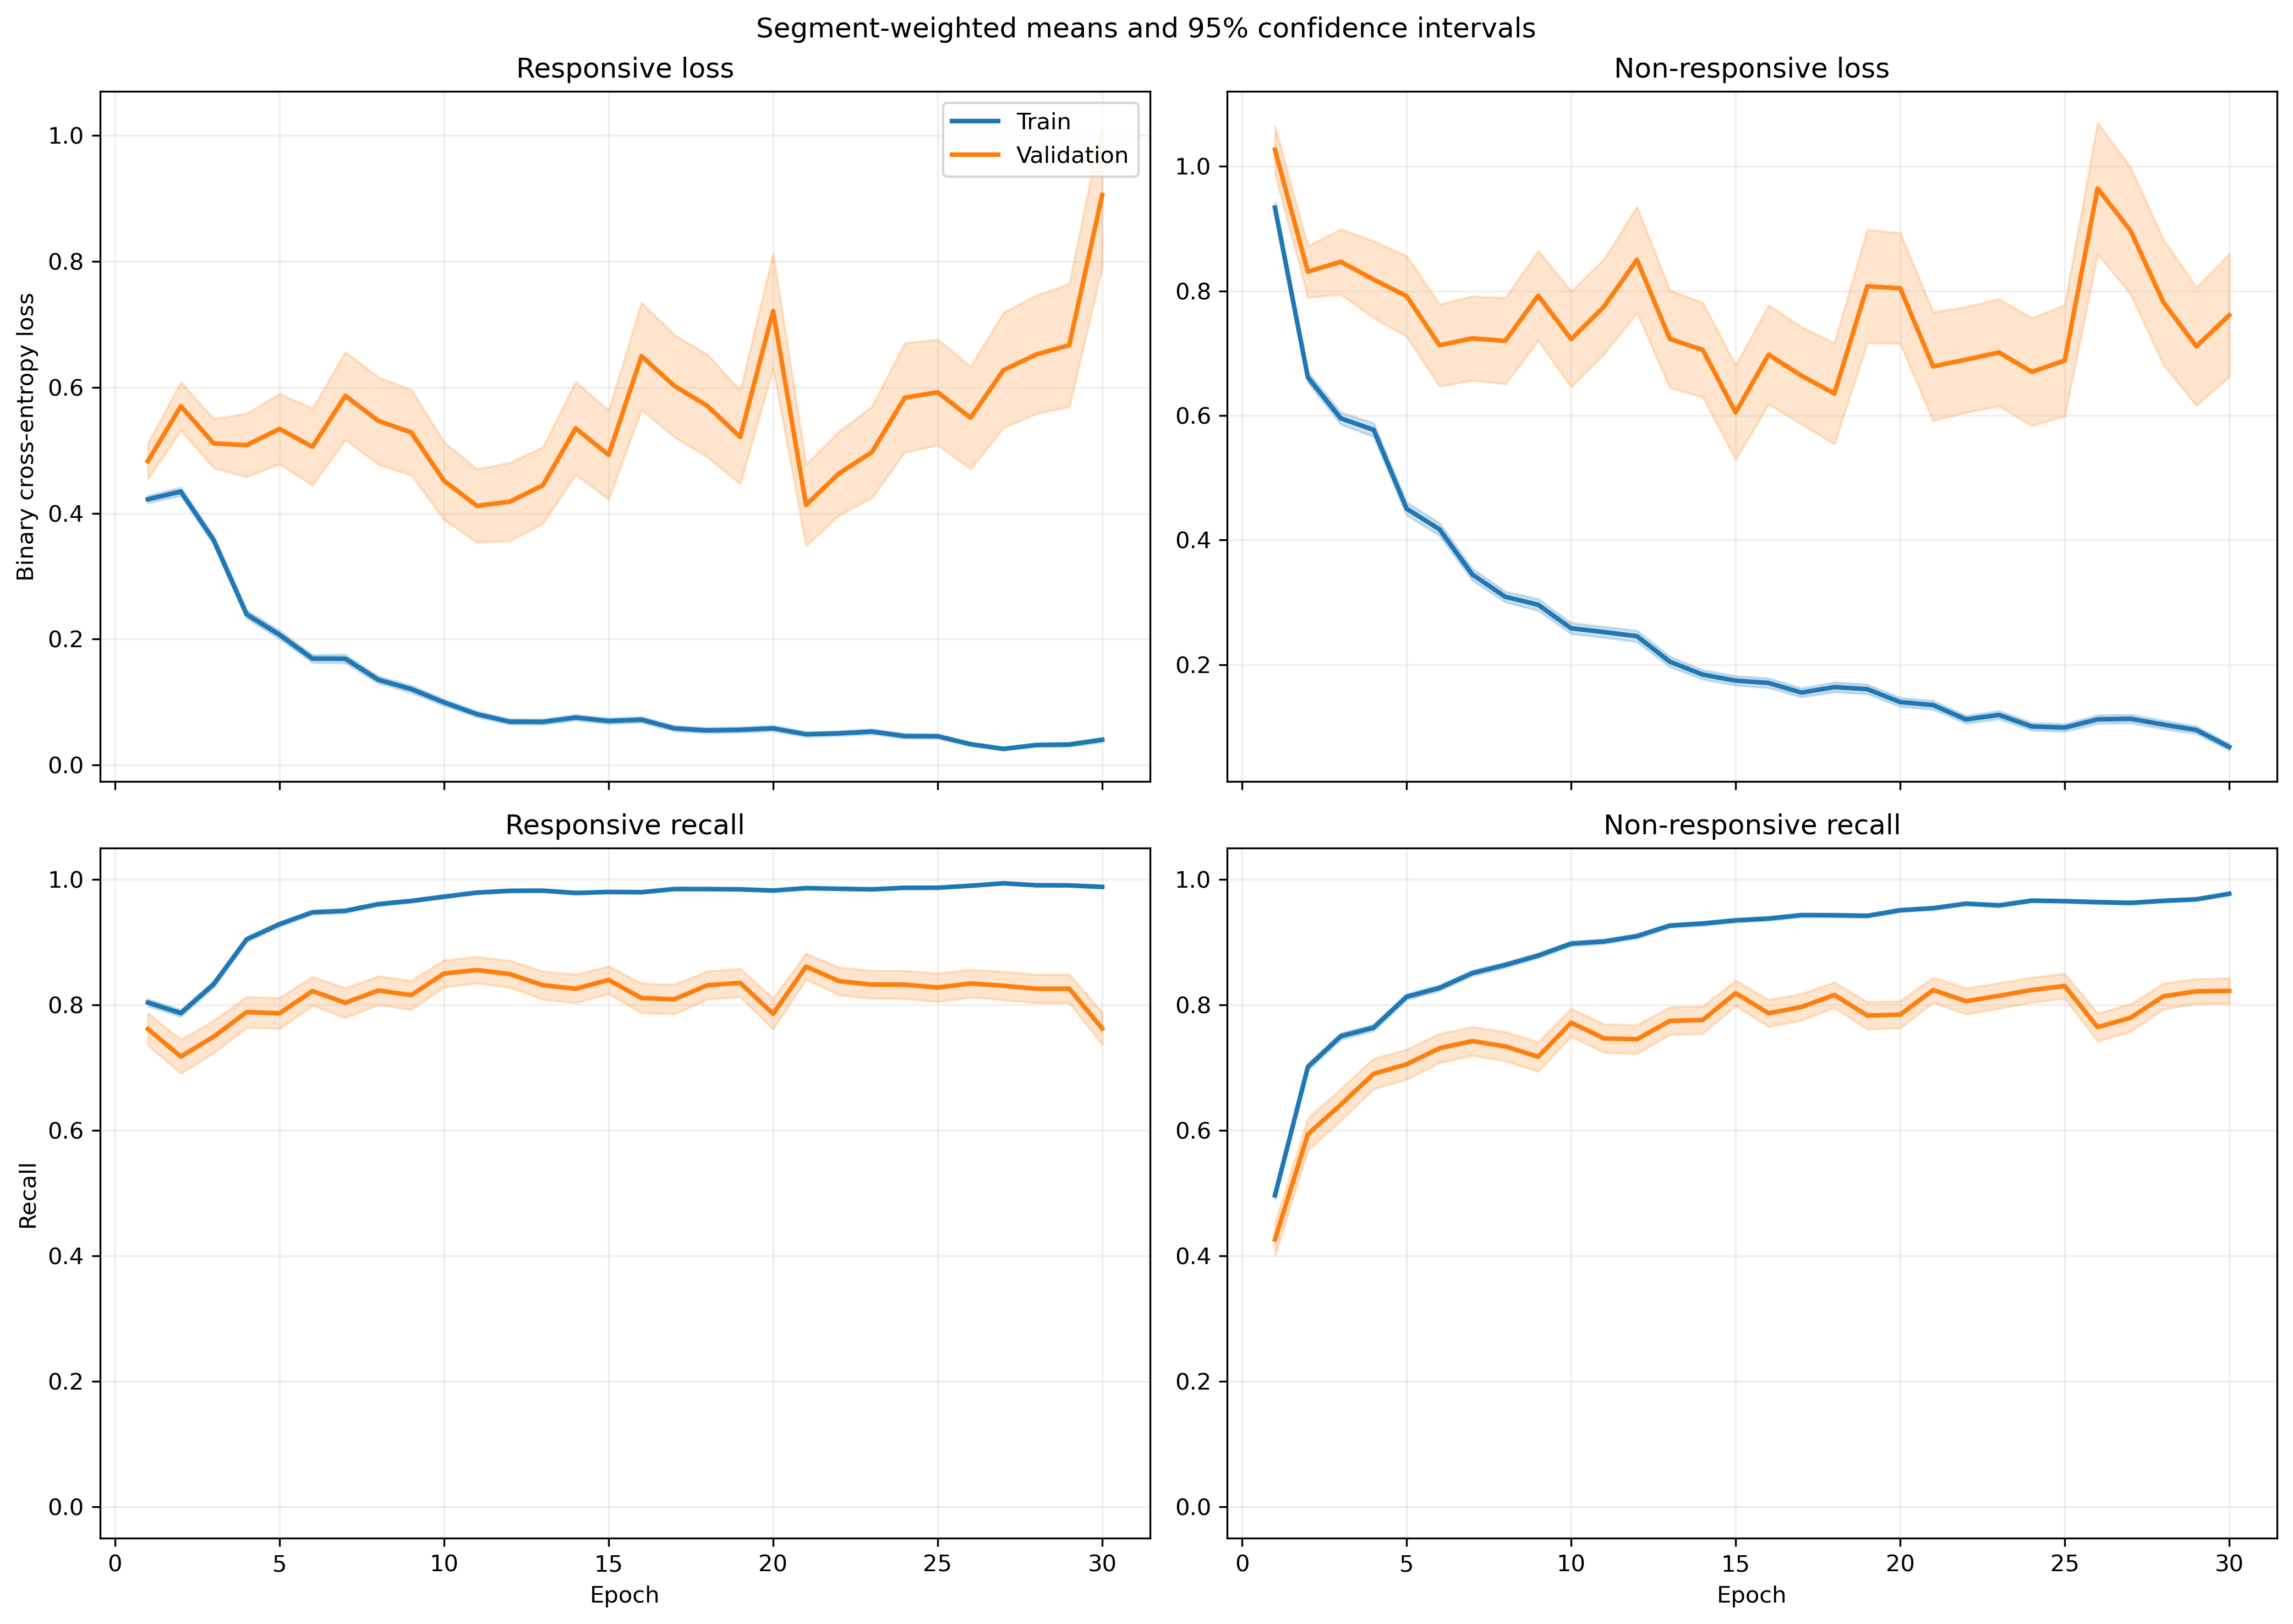 Segment-weighted means and 95% confidence intervals
Responsive loss
Non-responsive loss
Binary cross-entropy loss
1.0
0.8
0.6
0.4
0.2
0.0
Train
Validation
1.0
0.8
0.6
0.4
0.2
Responsive recall
Non-responsive recall
Recall
1.0
0.8
0.6
0.4
0.2
0.0
0 5 10 15 20 25 30
Epoch
1.0
0.8
0.6
0.4
0.2
0.0
0 5 10 15 20 25 30
Epoch